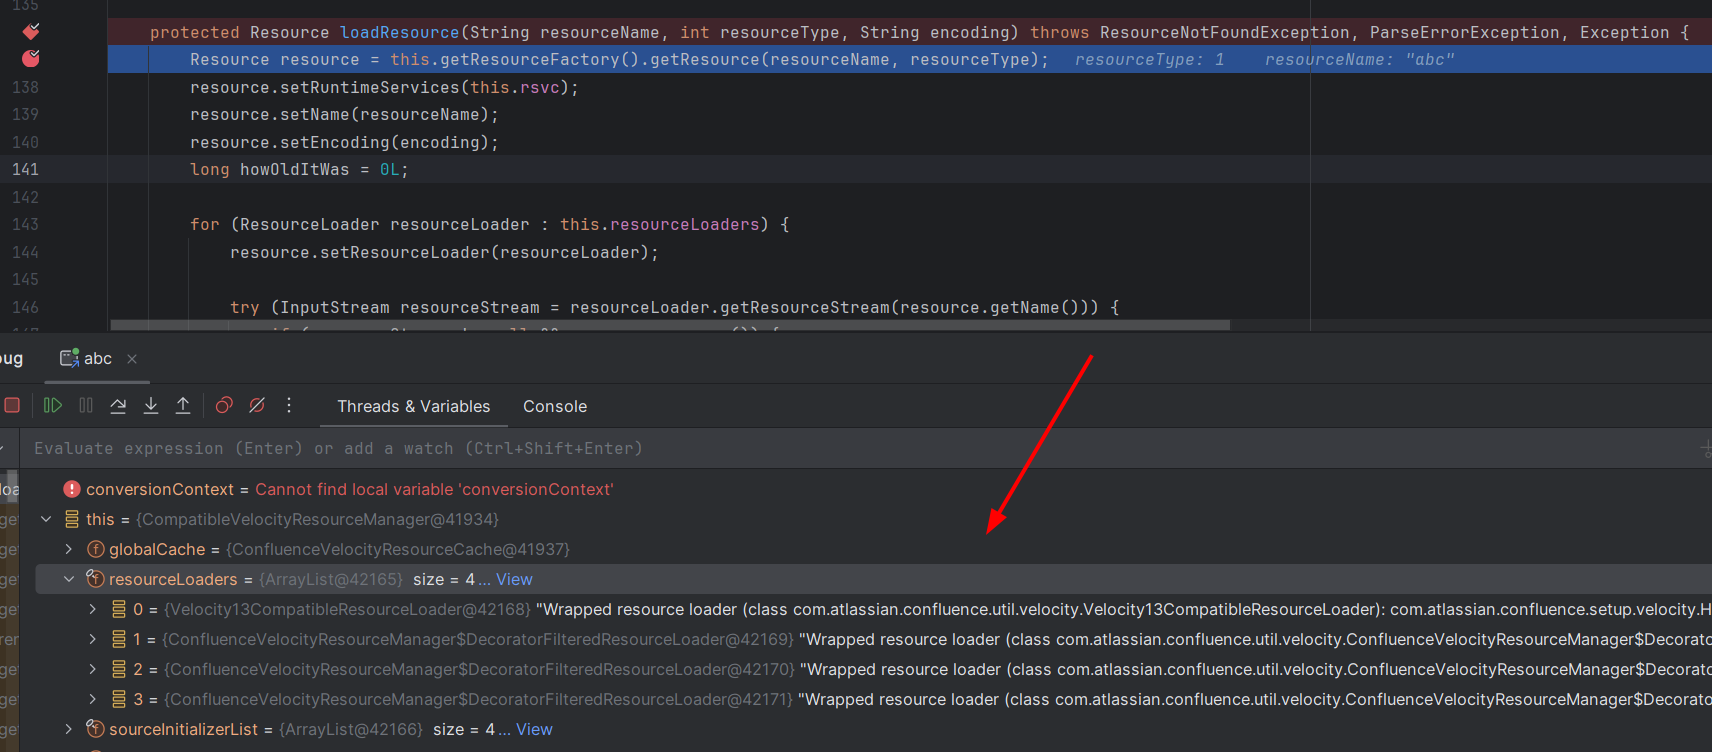 135
protected Resource loadResource(String resourceName, int resourceType, String encoding) throws ResourceNotFoundException, ParseErrorException, Exception {
Resource resource = this.getResourceFactory().getResource(resourceName, resourceType); resourceType: 1 resourceName: "abc"
138 resource.setRuntimeServices(this.rsvc);
139 resource.setName(resourceName);
140 resource.setEncoding(encoding);
141 long howOldItWas = 0L;
142
143 for (ResourceLoader resourceLoader : this.resourceLoaders) {
144 resource.setResourceLoader(resourceLoader);
145
146 try (InputStream resourceStream = resourceLoader.getResourceStream(resource.getName())) {
bug abc
Threads & Variables Console
Evaluate expression (Enter) or add a watch (Ctrl+Shift+Enter)
conversionContext = Cannot find local variable 'conversionContext'
this = {CompatibleVelocityResourceManager@41934}
globalCache = {ConfluenceVelocityResourceCache@41937}
resourceLoaders = {ArrayList@42165} size = 4 ... View
0 = {Velocity13CompatibleResourceLoader@42168} "Wrapped resource loader (class com.atlassian.confluence.util.velocity.Velocity13CompatibleResourceLoader): com.atlassian.confluence.setup.velocity.H
1 = {ConfluenceVelocityResourceManager$DecoratorFilteredResourceLoader@42169} "Wrapped resource loader (class com.atlassian.confluence.util.velocity.ConfluenceVelocityResourceManager$Decorato
2 = {ConfluenceVelocityResourceManager$DecoratorFilteredResourceLoader@42170} "Wrapped resource loader (class com.atlassian.confluence.util.velocity.ConfluenceVelocityResourceManager$Decorato
3 = {ConfluenceVelocityResourceManager$DecoratorFilteredResourceLoader@42171} "Wrapped resource loader (class com.atlassian.confluence.util.velocity.ConfluenceVelocityResourceManager$Decorato
sourceInitializerList = {ArrayList@42166} size = 4 ... View